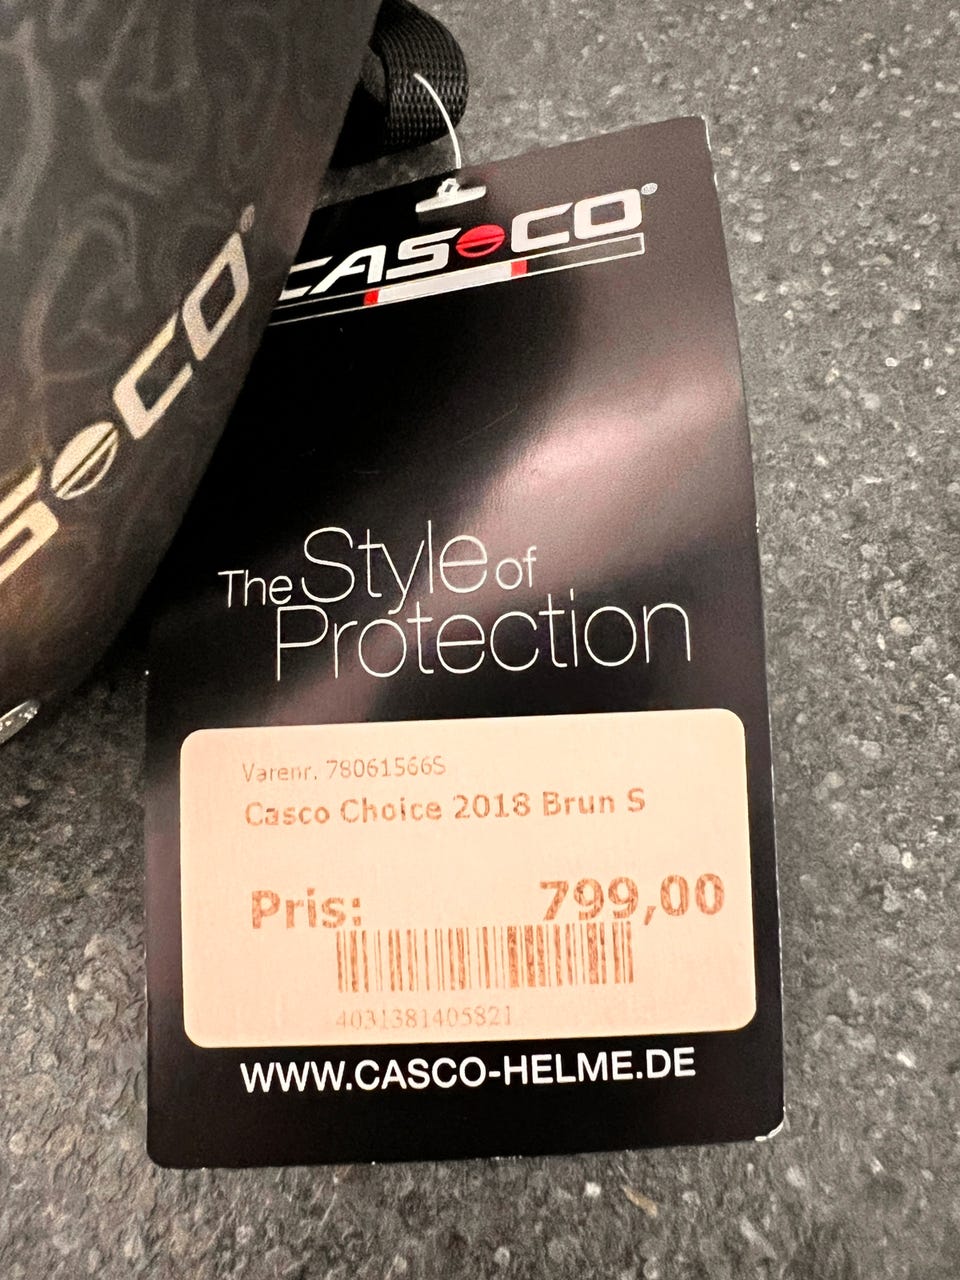 CAS●CO®
S●CO®
The Style of
Protection
Varenr. 78061566S
Casco Choice 2018 Brun S
Pris: 799,00
4031381405821
WWW.CASCO-HELME.DE